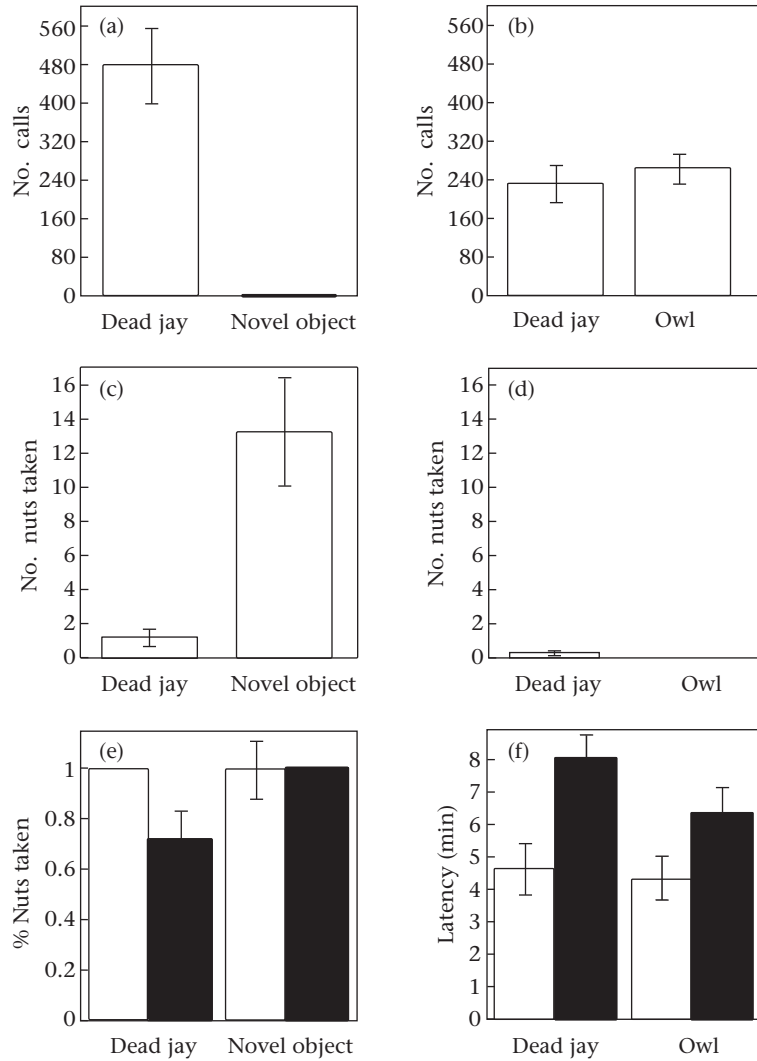 (a)
No. calls
560
480
400
320
240
160
80
0
Dead jay Novel object
(b)
No. calls
560
480
400
320
240
160
80
0
Dead jay Owl
(c)
No. nuts taken
16
14
12
10
8
6
4
2
0
Dead jay Novel object
(d)
No. nuts taken
16
14
12
10
8
6
4
2
0
Dead jay Owl
(e)
% Nuts taken
1
0.8
0.6
0.4
0.2
0
Dead jay Novel object
(f)
Latency (min)
8
7
6
5
4
3
2
1
0
Dead jay Owl